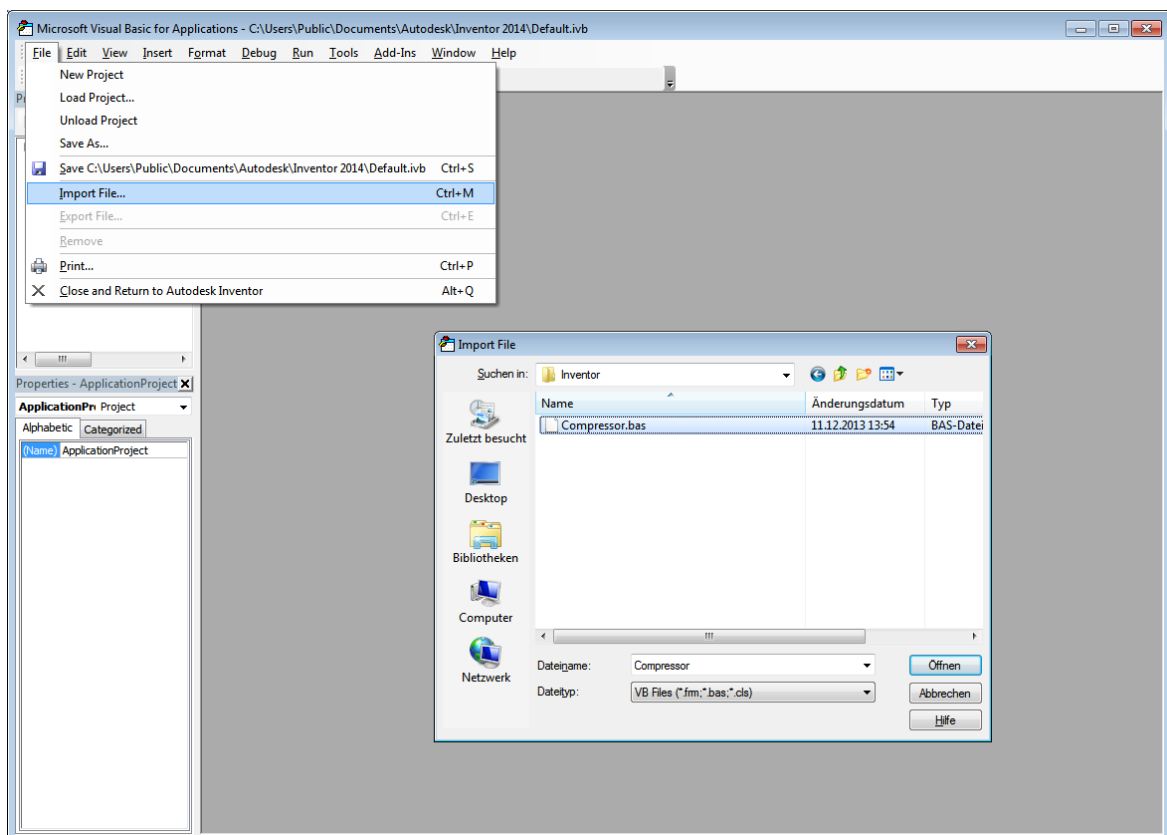 Microsoft Visual Basic for Applications - C:\Users\Public\Documents\Autodesk\Inventor 2014\Default.ivb
File Edit View Insert Format Debug Run Tools Add-Ins Window Help
New Project
Load Project...
Unload Project
Save As...
Save C:\Users\Public\Documents\Autodesk\Inventor 2014\Default.ivb Ctrl+S
Import File... Ctrl+M
Export File... Ctrl+E
Remove
Print... Ctrl+P
Close and Return to Autodesk Inventor Alt+Q
Properties - ApplicationProject
Project
Alphabetic Categorized
(Name) ApplicationProject
Import File
Suchen in: Inventor
Name Änderungsdatum Typ
Compressor.bas 11.12.2013 13:54 BAS-Datei
Zuletzt besucht
Desktop
Bibliotheken
Computer
Netzwerk
Dateiname: Compressor Öffnen
Dateityp: VB Files (*.frm;*.bas;*.cls) Abbrechen
Hilfe